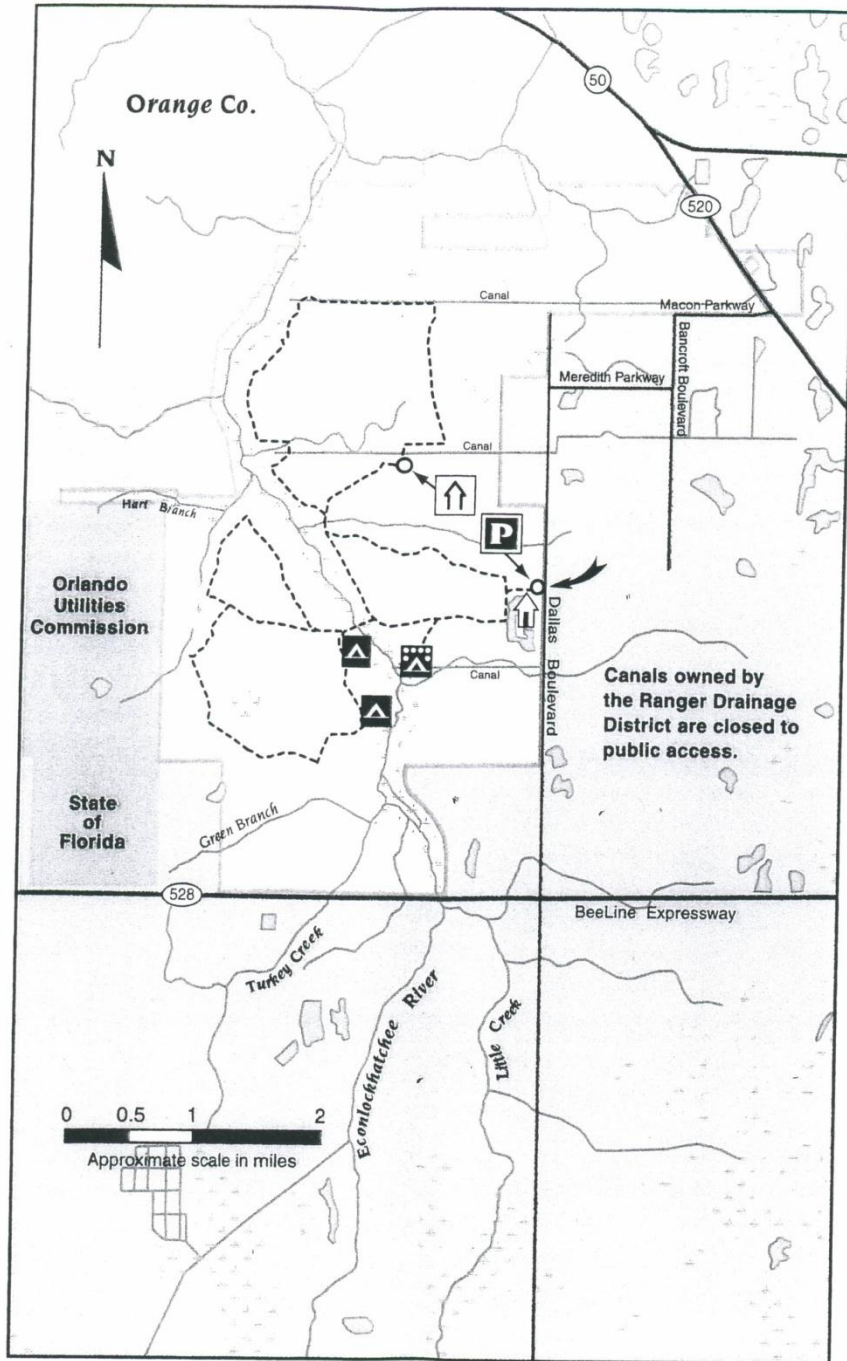 Orange Co.
50
N
520
Canal
Macon Parkway
Bancroft Boulevard
Meredith Parkway
Canal
Hart Branch
P
Orlando
Utilities
Commission
Dallas Boulevard
Canal
Canals owned by
the Ranger Drainage
District are closed to
public access.
State
of
Florida
Green Branch
528
BeeLine Expressway
Turkey Creek
Econlockhatchee River
Little Creek
0 0.5 1 2
Approximate scale in miles